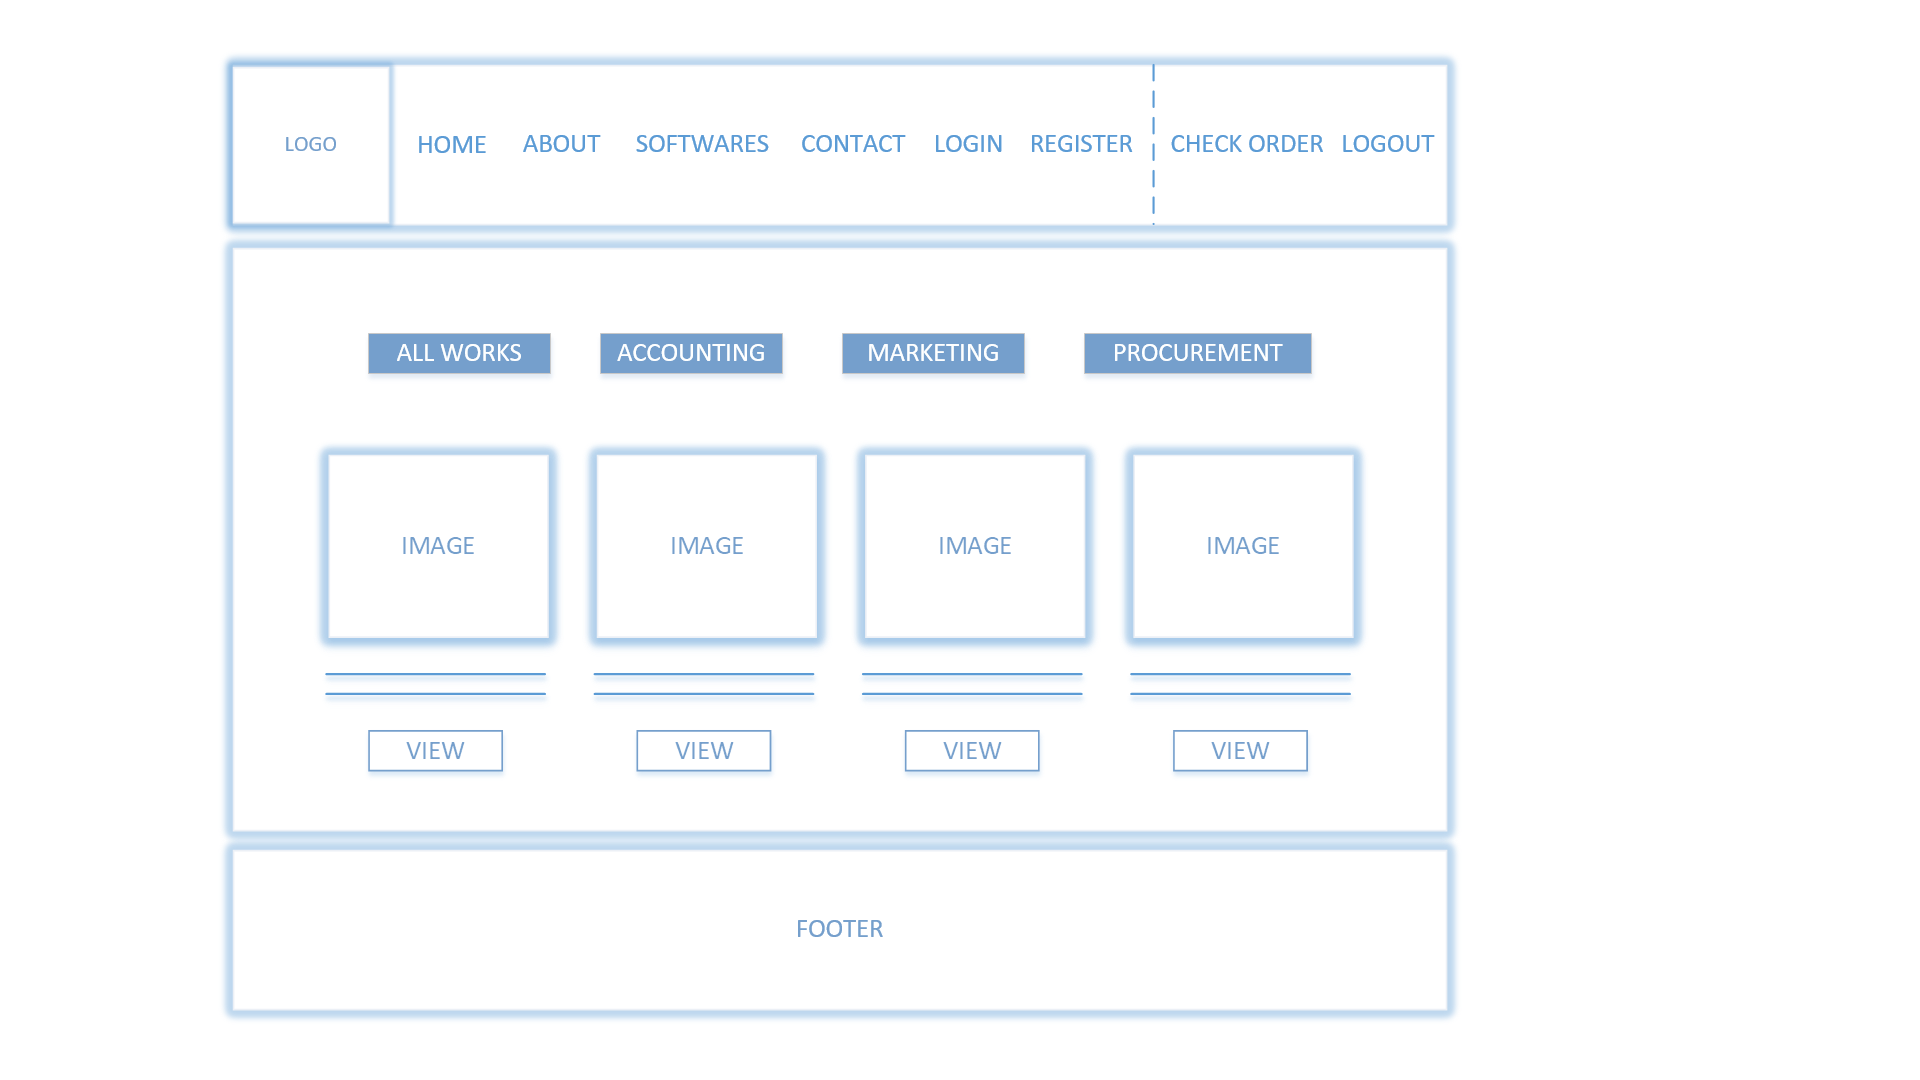 LOGO HOME ABOUT SOFTWARES CONTACT LOGIN REGISTER CHECK ORDER LOGOUT
ALL WORKS ACCOUNTING MARKETING PROCUREMENT
IMAGE IMAGE IMAGE IMAGE
VIEW VIEW VIEW VIEW
FOOTER